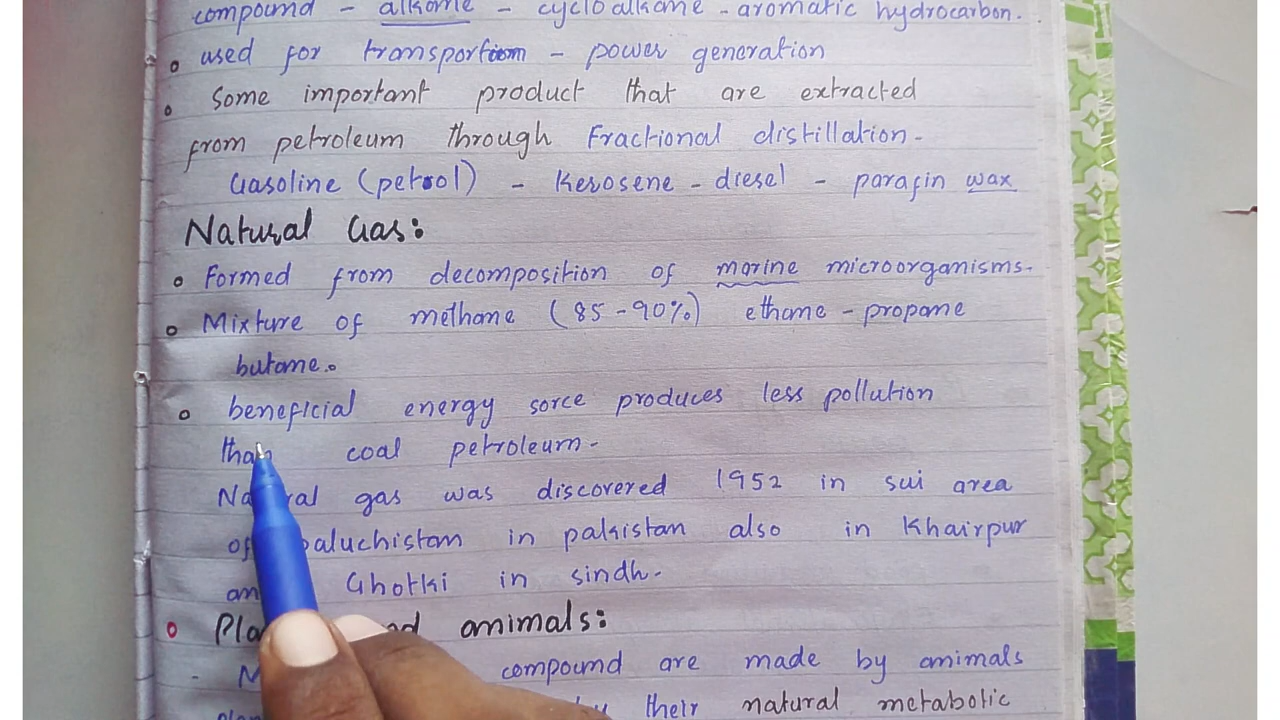 compound - alkane - cycloalkane - aromatic hydrocarbon.
used for transportiom - power generation
Some important product that are extracted
from petroleum through Fractional distillation -
Gasoline (petrol) - Kerosene - diesel - parafin wax
Natural Gas:
Formed from decomposition of marine microorganisms.
Mixture of methane (85-90%) ethane - propane
butane.
beneficial energy sorce produces less pollution
than coal petroleum -
gas was discovered 1952 in sui area
baluchistan in pakistan also in Khairpur
Ghotki in sindh -
animals:
compound are made by animals
their natural metabolic